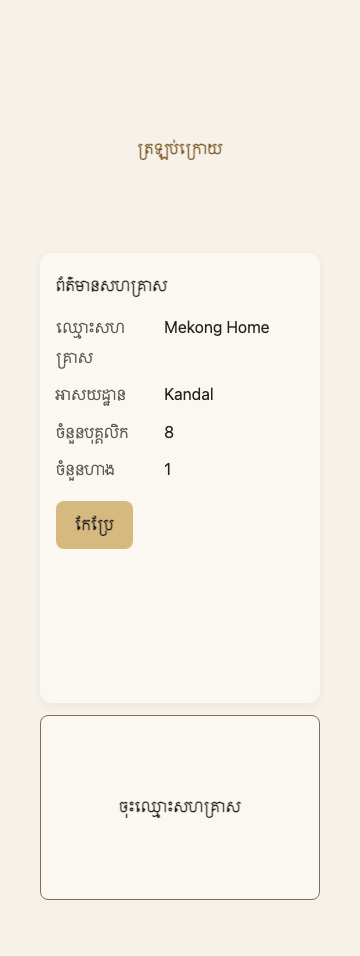 ត្រឡប់ក្រោយ
ព័ត៌មានសហគ្រាស
ឈ្មោះសហ Mekong Home
គ្រាស
អាសយដ្ឋាន Kandal
ចំនួនបុគ្គលិក 8
ចំនួនហាង 1
កែប្រែ
ចុះឈ្មោះសហគ្រាស